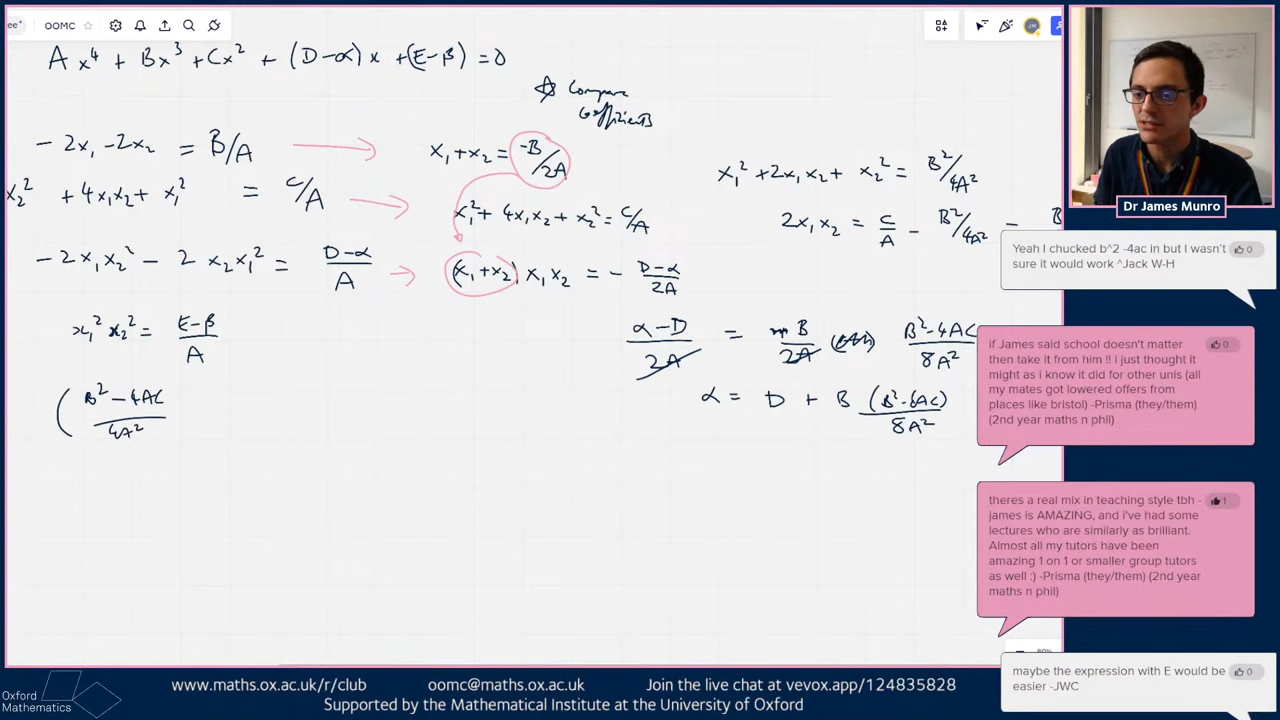 OOMC
Ax⁴ + Bx³ + Cx² + (D-α)x + (E-β) = 0
☆ Compare
coefficients
-2x₁ - 2x₂ = B/A
x₁ + x₂ = -B/2A
x₁² + 2x₁x₂ + x₂² = B²/4A²
x₂² + 4x₁x₂ + x₁² = C/A
x₁² + 4x₁x₂ + x₂² = C/A
2x₁x₂ = C/A - B²/4A² - B
-2x₁x₂² - 2x₂x₁² = D-α/A
(x₁ + x₂) x₁x₂ = - D-α/2A
x₁²x₂² = E-β/A
α-D/2A = B/2A B²-4AC/8A²
(B²-4AC/4A²
α = D + B (B²-4AC)/8A²
80%
Dr James Munro
Yeah I chucked b^2 -4ac in but I wasn't
sure it would work ^Jack W-H
0
if James said school doesn't matter
then take it from him !! i just thought it
might as i know it did for other unis (all
my mates got lowered offers from
places like bristol) -Prisma (they/them)
(2nd year maths n phil)
0
theres a real mix in teaching style tbh -
james is AMAZING, and i've had some
lectures who are similarly as brilliant.
Almost all my tutors have been
amazing 1 on 1 or smaller group tutors
as well :) -Prisma (they/them) (2nd year
maths n phil)
1
maybe the expression with E would be
easier -JWC
0
Oxford
Mathematics
www.maths.ox.ac.uk/r/club oomc@maths.ox.ac.uk Join the live chat at vevox.app/124835828
Supported by the Mathematical Institute at the University of Oxford